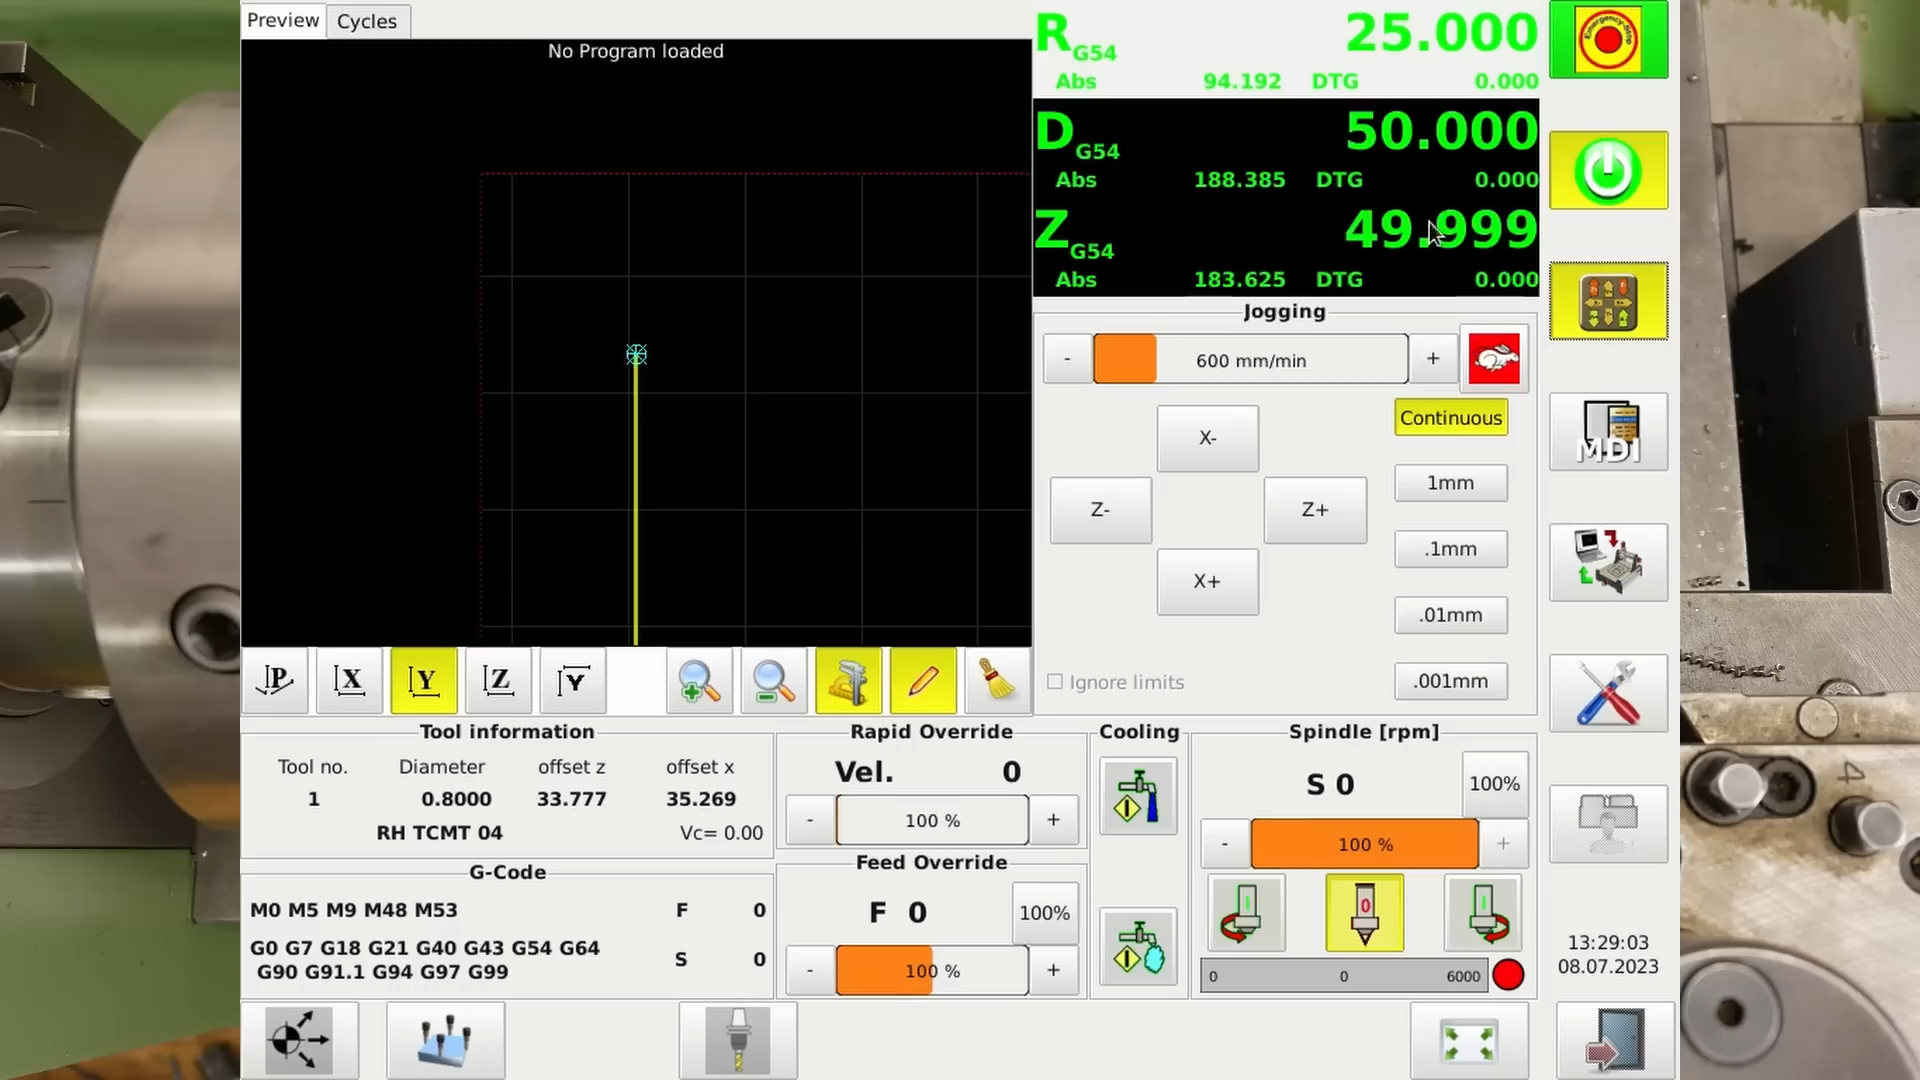 Preview Cycles
No Program loaded
R G54 25.000
Abs 94.192 DTG 0.000
D G54 50.000
Abs 188.385 DTG 0.000
Z G54 49.999
Abs 183.625 DTG 0.000
Emergency-Stop
Jogging
- 600 mm/min +
Continuous
X-
1mm
Z- Z+
.1mm
X+
.01mm
Ignore limits
.001mm
MDI
P X Y Z Y
Tool information
Tool no. Diameter offset z offset x
1 0.8000 33.777 35.269
RH TCMT 04 Vc= 0.00
G-Code
M0 M5 M9 M48 M53 F 0
G0 G7 G18 G21 G40 G43 G54 G64
G90 G91.1 G94 G97 G99 S 0
Rapid Override
Vel. 0
- 100 % +
Feed Override
F 0 100%
- 100 % +
Cooling
Spindle [rpm]
S 0 100%
- 100 % +
0
0 0 6000
13:29:03
08.07.2023